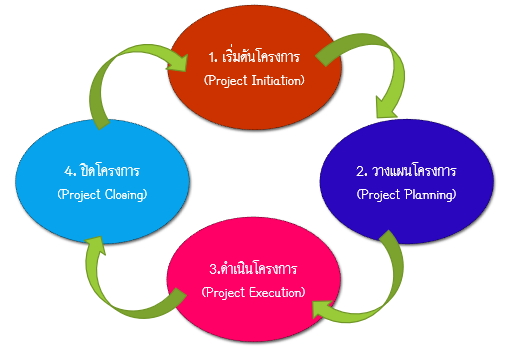 1. เริ่มต้นโครงการ
(Project Initiation)
2. วางแผนโครงการ
(Project Planning)
3.ดำเนินโครงการ
(Project Execution)
4. ปิดโครงการ
(Project Closing)